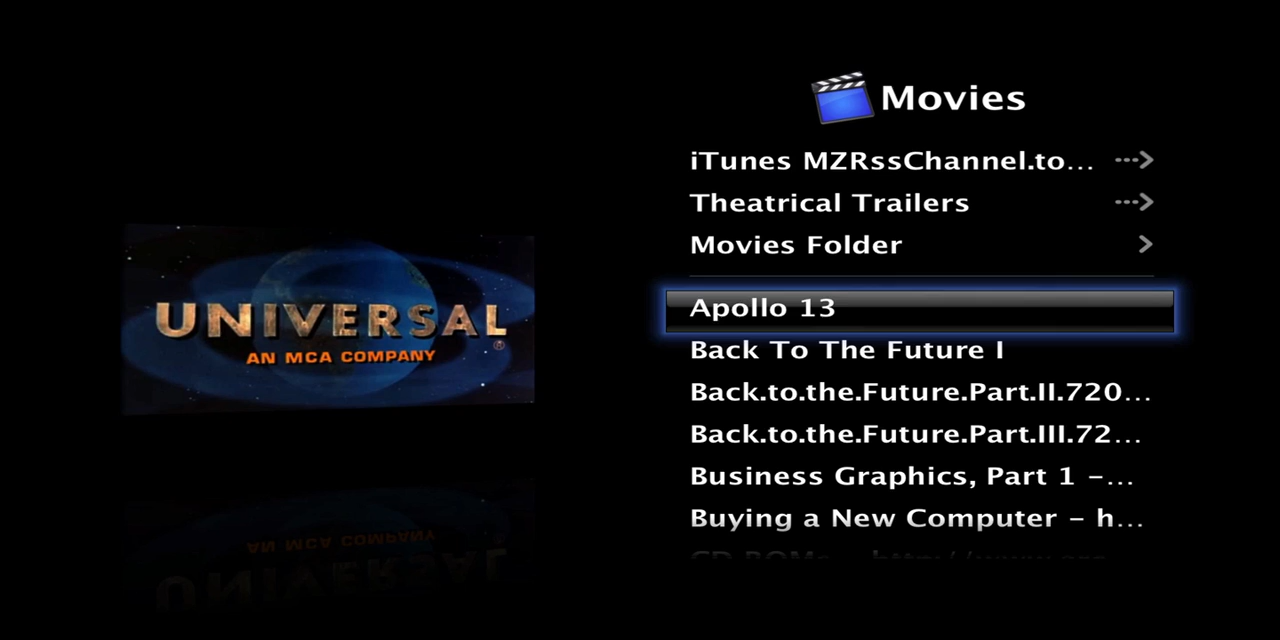 UNIVERSAL
®
AN MCA COMPANY
Movies
iTunes MZRssChannel.to...
Theatrical Trailers
Movies Folder
Apollo 13
Back To The Future I
Back.to.the.Future.Part.II.720...
Back.to.the.Future.Part.III.72...
Business Graphics, Part 1 –...
Buying a New Computer – h...